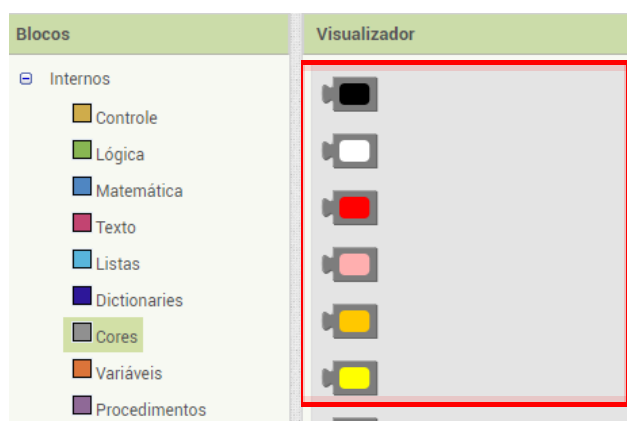 Blocos
Visualizador
Internos
Controle
Lógica
Matemática
Texto
Listas
Dictionaries
Cores
Variáveis
Procedimentos